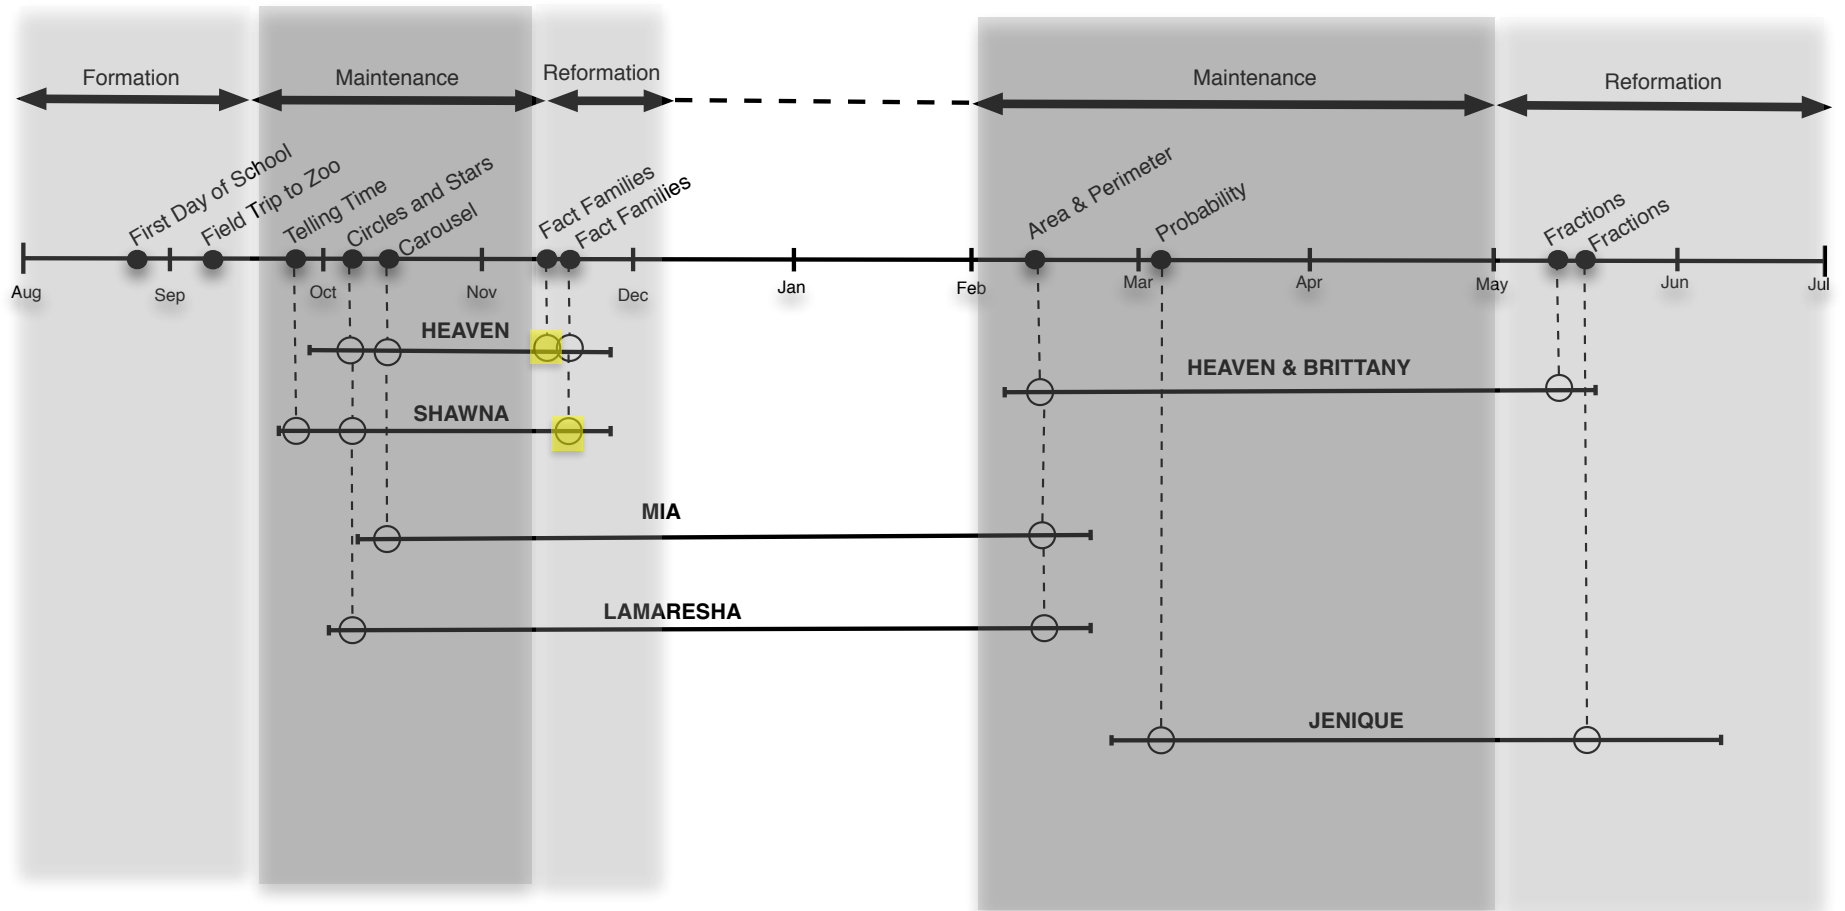 Formation
Maintenance
Reformation
Maintenance
Reformation
First Day of School
Field Trip to Zoo
Telling Time
Circles and Stars
Carousel
Fact Families
Fact Families
Area & Perimeter
Probability
Fractions
Fractions
Aug
Sep
Oct
Nov
Dec
Jan
Feb
Mar
Apr
May
Jun
Jul
HEAVEN
HEAVEN & BRITTANY
SHAWNA
MIA
LAMARESHA
JENIQUE